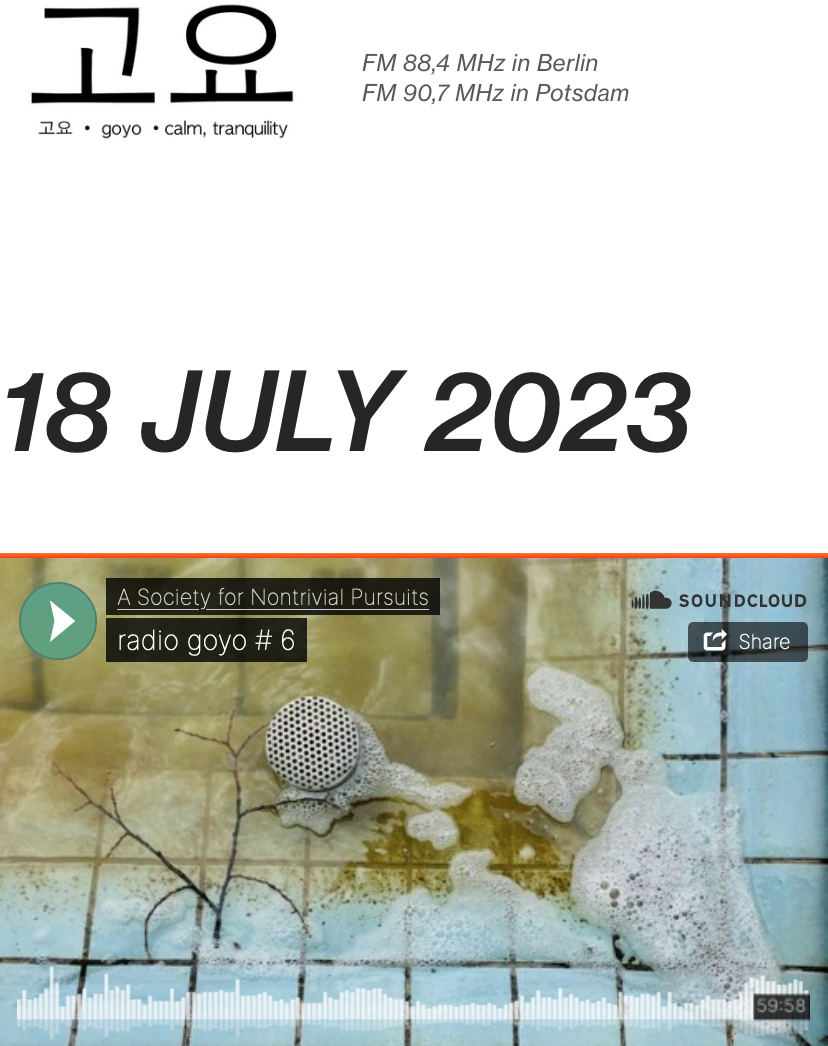 고요
고요 • goyo • calm, tranquility
FM 88,4 MHz in Berlin
FM 90,7 MHz in Potsdam
18 JULY 2023
A Society for Nontrivial Pursuits
radio goyo # 6
SOUNDCLOUD
Share
59:58